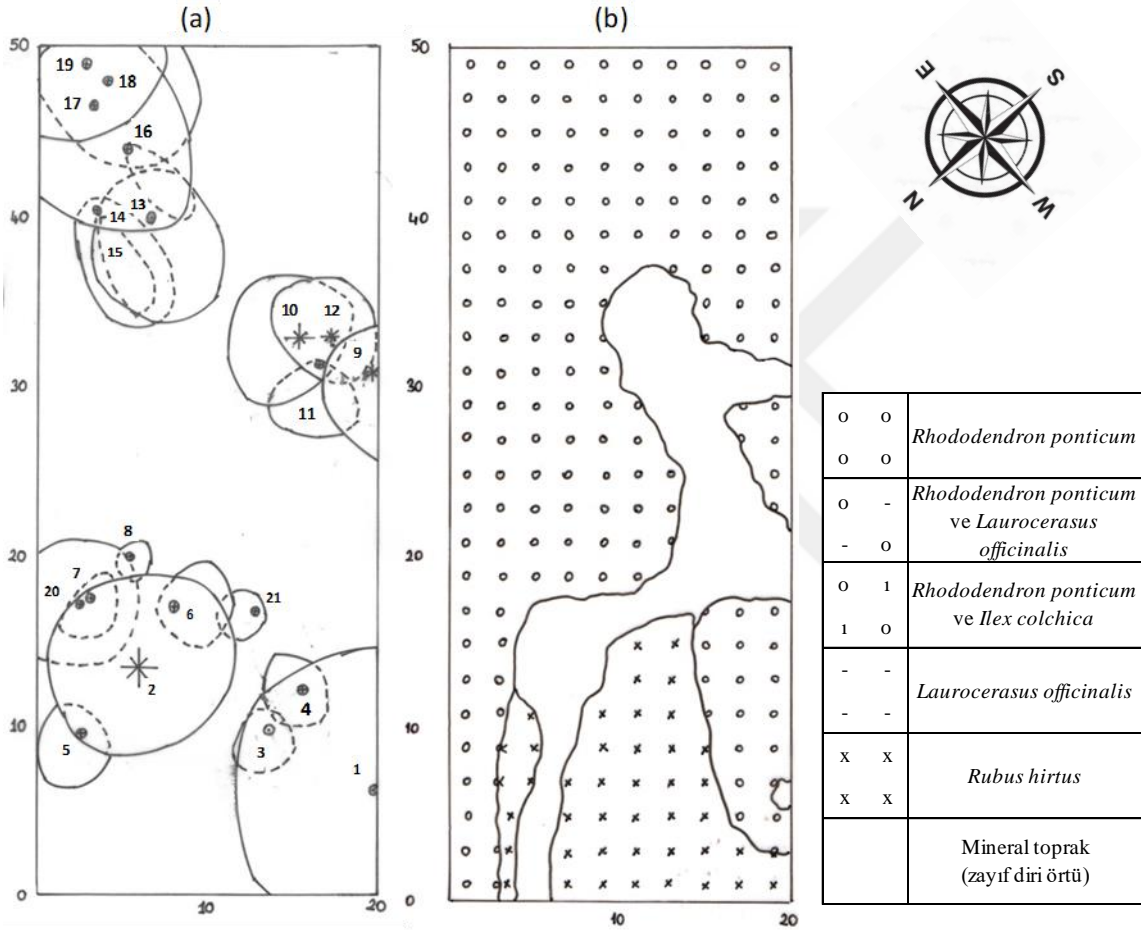 (a)
50
40
30
20
10
0
10
20
19
18
17
16
13
14
15
10
12
9
11
8
7
20
6
21
2
4
3
5
1
(b)
50
40
30
20
10
0
10
20
E
S
N
W
o o
o o
Rhododendron ponticum
o -
- o
Rhododendron ponticum
ve Laurocerasus
officinalis
o 1
1 o
Rhododendron ponticum
ve Ilex colchica
- -
- -
Laurocerasus officinalis
x x
x x
Rubus hirtus
Mineral toprak
(zayıf diri örtü)